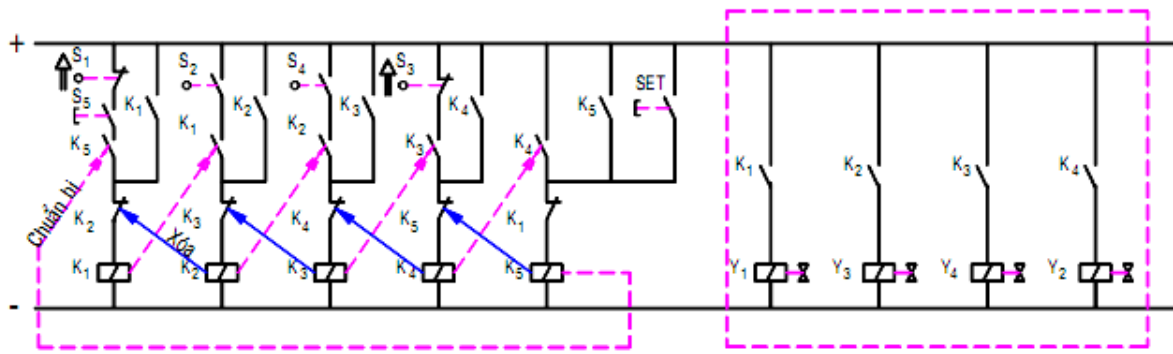 +
S1 S2 S4 S3 SET
S5 K1 K2 K3 K4 K5
K5 K1 K2 K3 K4
K1 K2 K3 K4
Chuẩn bị
K2 K3 K4 K5 K1
Xóa
K1 K2 K3 K4 K5 Y1 Y3 Y4 Y2
-